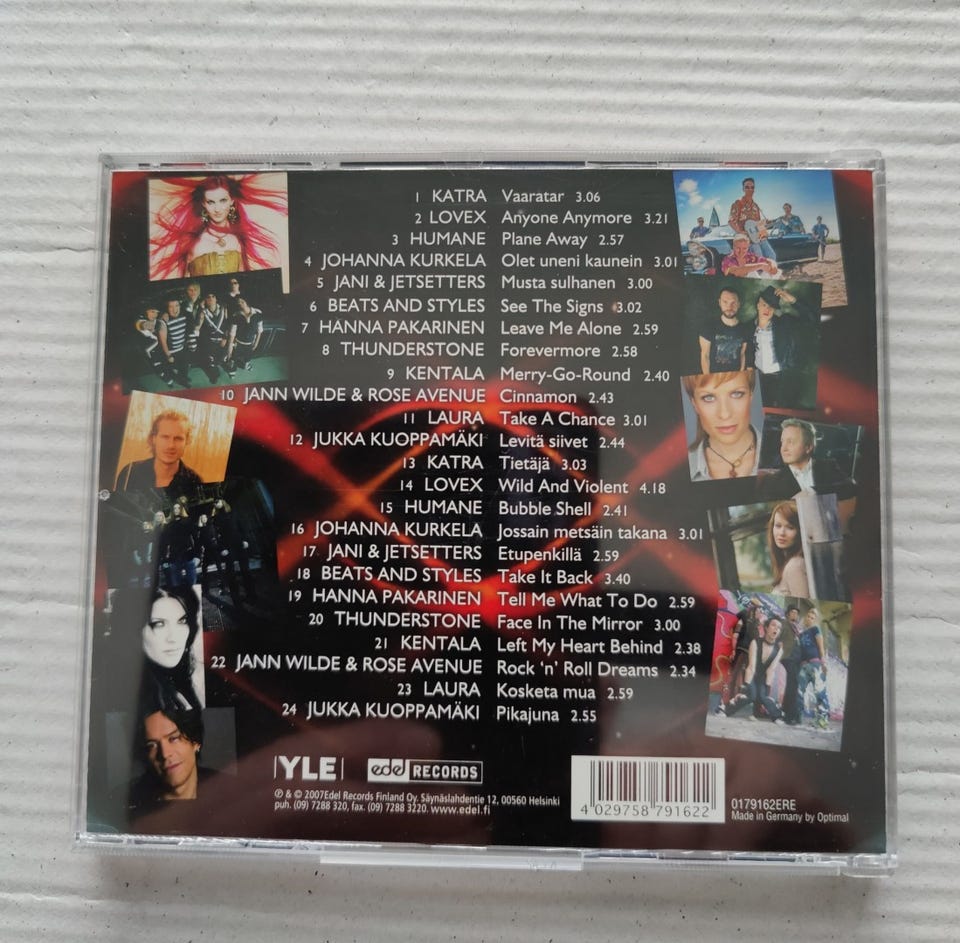 1 KATRA Vaaratar 3.06
2 LOVEX Anyone Anymore 3.21
3 HUMANE Plane Away 2.57
4 JOHANNA KURKELA Olet uneni kaunein 3.01
5 JANI & JETSETTERS Musta sulhanen 3.00
6 BEATS AND STYLES See The Signs 3.02
7 HANNA PAKARINEN Leave Me Alone 2.59
8 THUNDERSTONE Forevermore 2.58
9 KENTALA Merry-Go-Round 2.40
10 JANN WILDE & ROSE AVENUE Cinnamon 2.43
11 LAURA Take A Chance 3.01
12 JUKKA KUOPPAMÄKI Levitä siivet 2.44
13 KATRA Tietäjä 3.03
14 LOVEX Wild And Violent 4.18
15 HUMANE Bubble Shell 2.41
16 JOHANNA KURKELA Jossain metsäin takana 3.01
17 JANI & JETSETTERS Etupenkillä 2.59
18 BEATS AND STYLES Take It Back 3.40
19 HANNA PAKARINEN Tell Me What To Do 2.59
20 THUNDERSTONE Face In The Mirror 3.00
21 KENTALA Left My Heart Behind 2.38
22 JANN WILDE & ROSE AVENUE Rock 'n' Roll Dreams 2.34
23 LAURA Kosketa mua 2.59
24 JUKKA KUOPPAMÄKI Pikajuna 2.55
YLE edel RECORDS
℗ & © 2007Edel Records Finland Oy. Säynäslahdentie 12, 00560 Helsinki
puh. (09) 7288 320, fax. (09) 7288 3220. www.edel.fi
4 029758 791622
0179162ERE
Made in Germany by Optimal